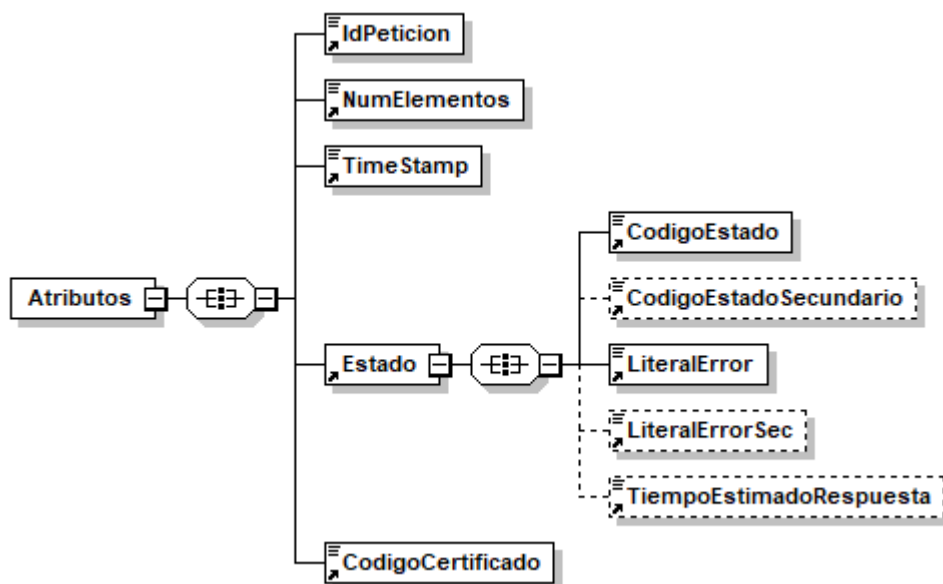 IdPeticion
NumElementos
TimeStamp
CodigoEstado
Atributos
CodigoEstadoSecundario
Estado
LiteralError
LiteralErrorSec
TiempoEstimadoRespuesta
CodigoCertificado